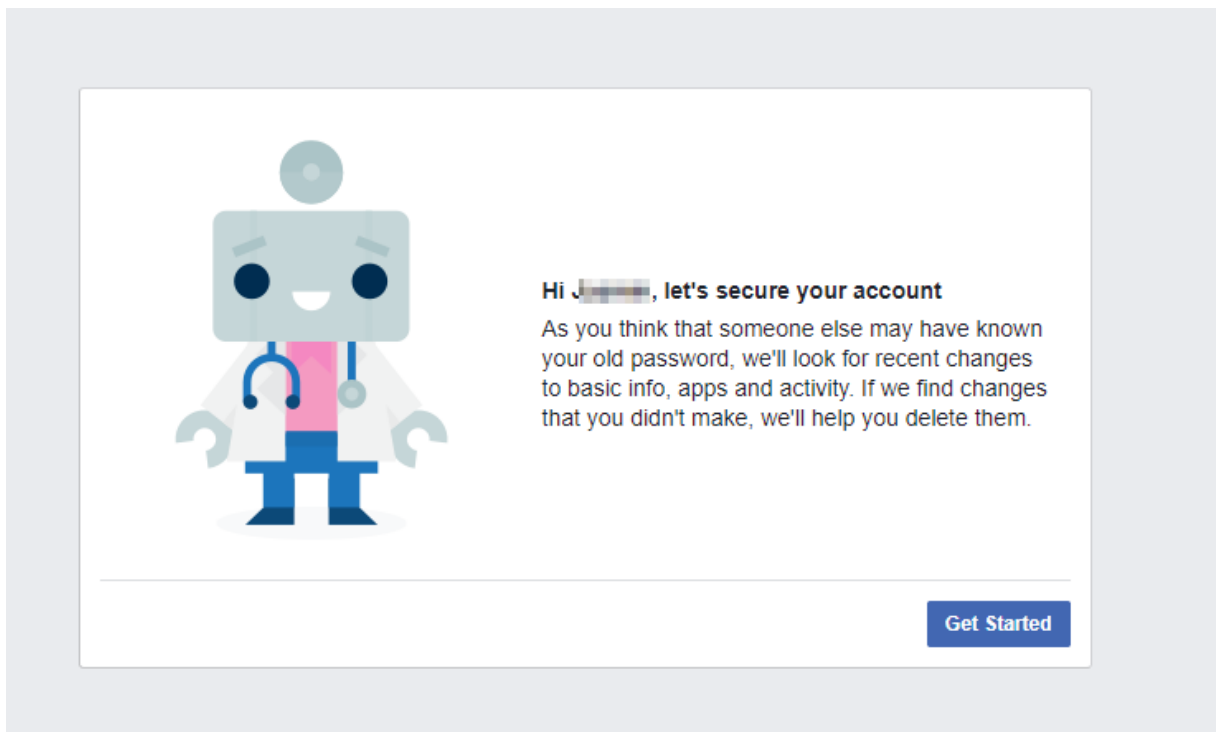 Hi , let's secure your account
As you think that someone else may have known
your old password, we'll look for recent changes
to basic info, apps and activity. If we find changes
that you didn't make, we'll help you delete them.
Get Started